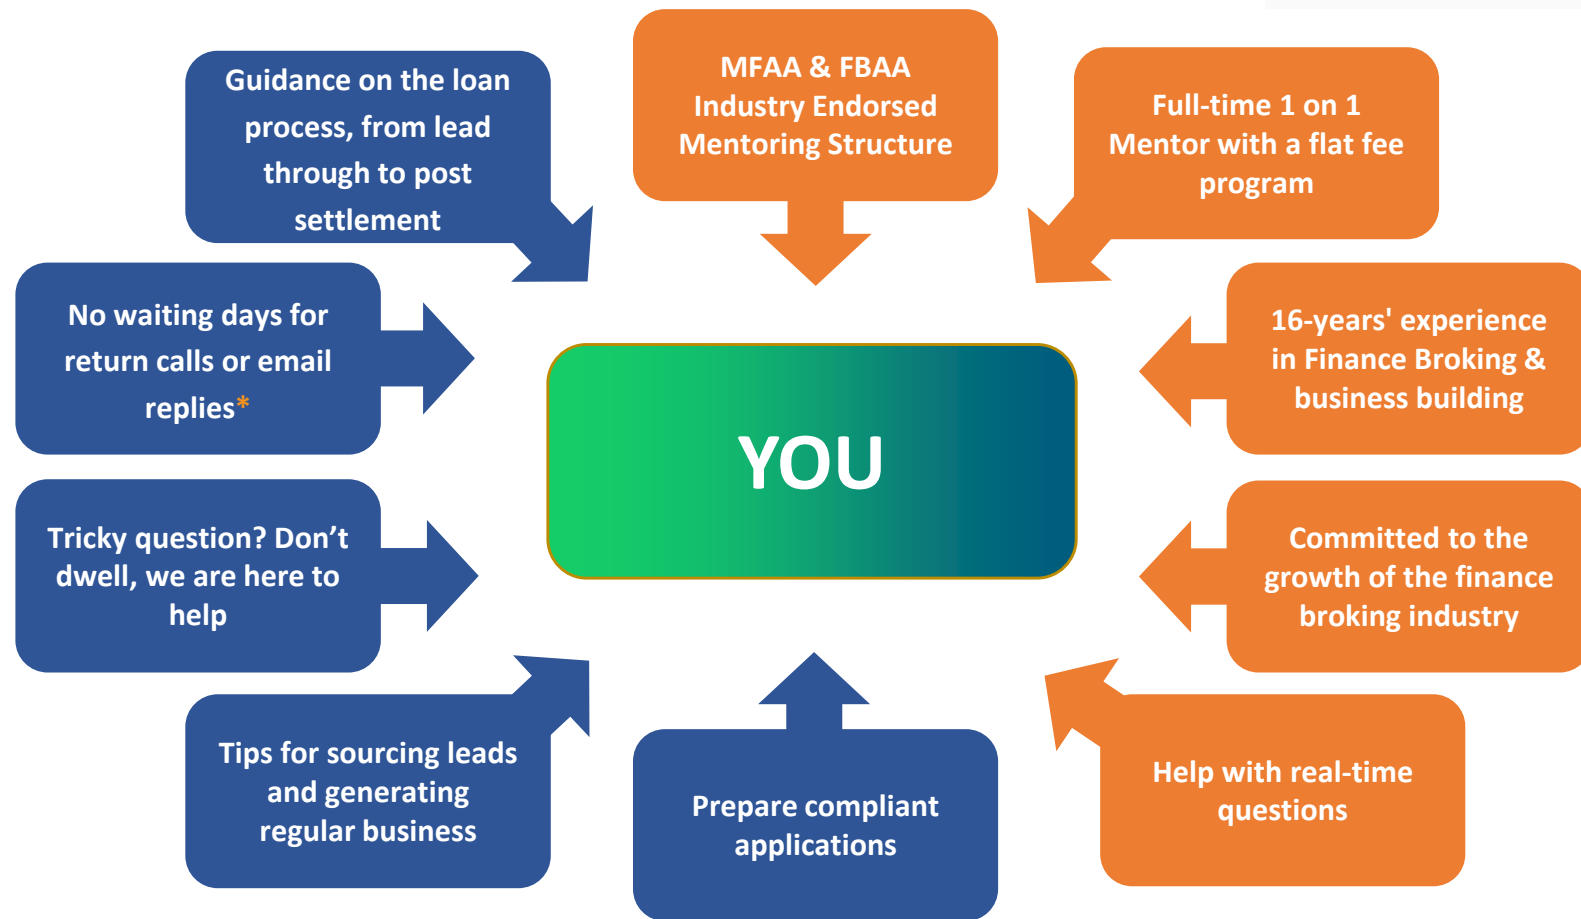 Guidance on the loan
process, from lead
through to post
settlement
MFAA & FBAA
Industry Endorsed
Mentoring Structure
Full-time 1 on 1
Mentor with a flat fee
program
No waiting days for
return calls or email
replies*
16-years' experience
in Finance Broking &
business building
YOU
Tricky question? Don’t
dwell, we are here to
help
Committed to the
growth of the finance
broking industry
Tips for sourcing leads
and generating
regular business
Prepare compliant
applications
Help with real-time
questions